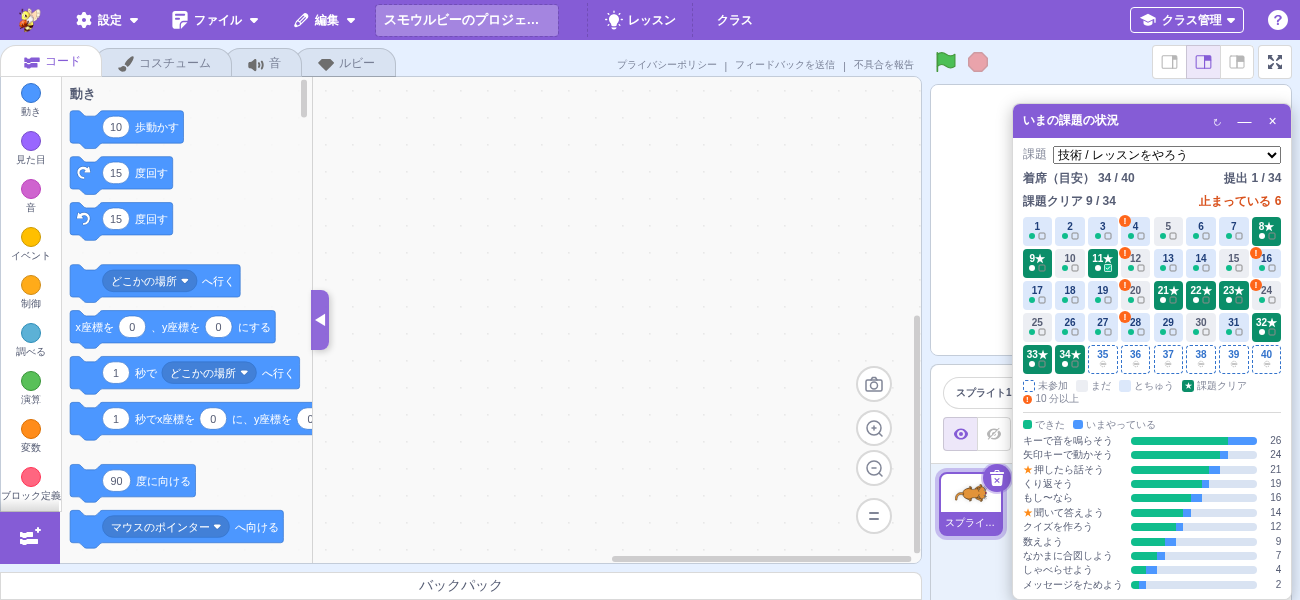 設定 ファイル 編集 スモウルビーのプロジェ... レッスン クラス クラス管理 ?
コード コスチューム 音 ルビー プライバシーポリシー | フィードバックを送信 | 不具合を報告
動き
見た目
音
イベント
制御
調べる
演算
変数
ブロック定義
動き
10 歩動かす
15 度回す
15 度回す
どこかの場所 へ行く
x座標を 0 、y座標を 0 にする
1 秒で どこかの場所 へ行く
1 秒でx座標を 0 に、y座標を 0
90 度に向ける
マウスのポインター へ向ける
バックパック
スプライト1
スプライ...
いまの課題の状況
課題 技術 / レッスンをやろう
着席（目安） 34 / 40 提出 1 / 34
課題クリア 9 / 34 止まっている 6
1 2 3 ! 4 5 6 7 8★
9★ 10 11★ ! 12 13 14 15 ! 16
17 18 19 ! 20 21★ 22★ 23★ ! 24
25 26 27 ! 28 29 30 31 32★
33★ 34★ 35 36 37 38 39 40
未参加 まだ とちゅう ★ 課題クリア
! 10 分以上
できた いまやっている
キーで音を鳴らそう 26
矢印キーで動かそう 24
★押したら話そう 21
くり返そう 19
もし〜なら 16
★聞いて答えよう 14
クイズを作ろう 12
数えよう 9
なかまに合図しよう 7
しゃべらせよう 4
メッセージをためよう 2